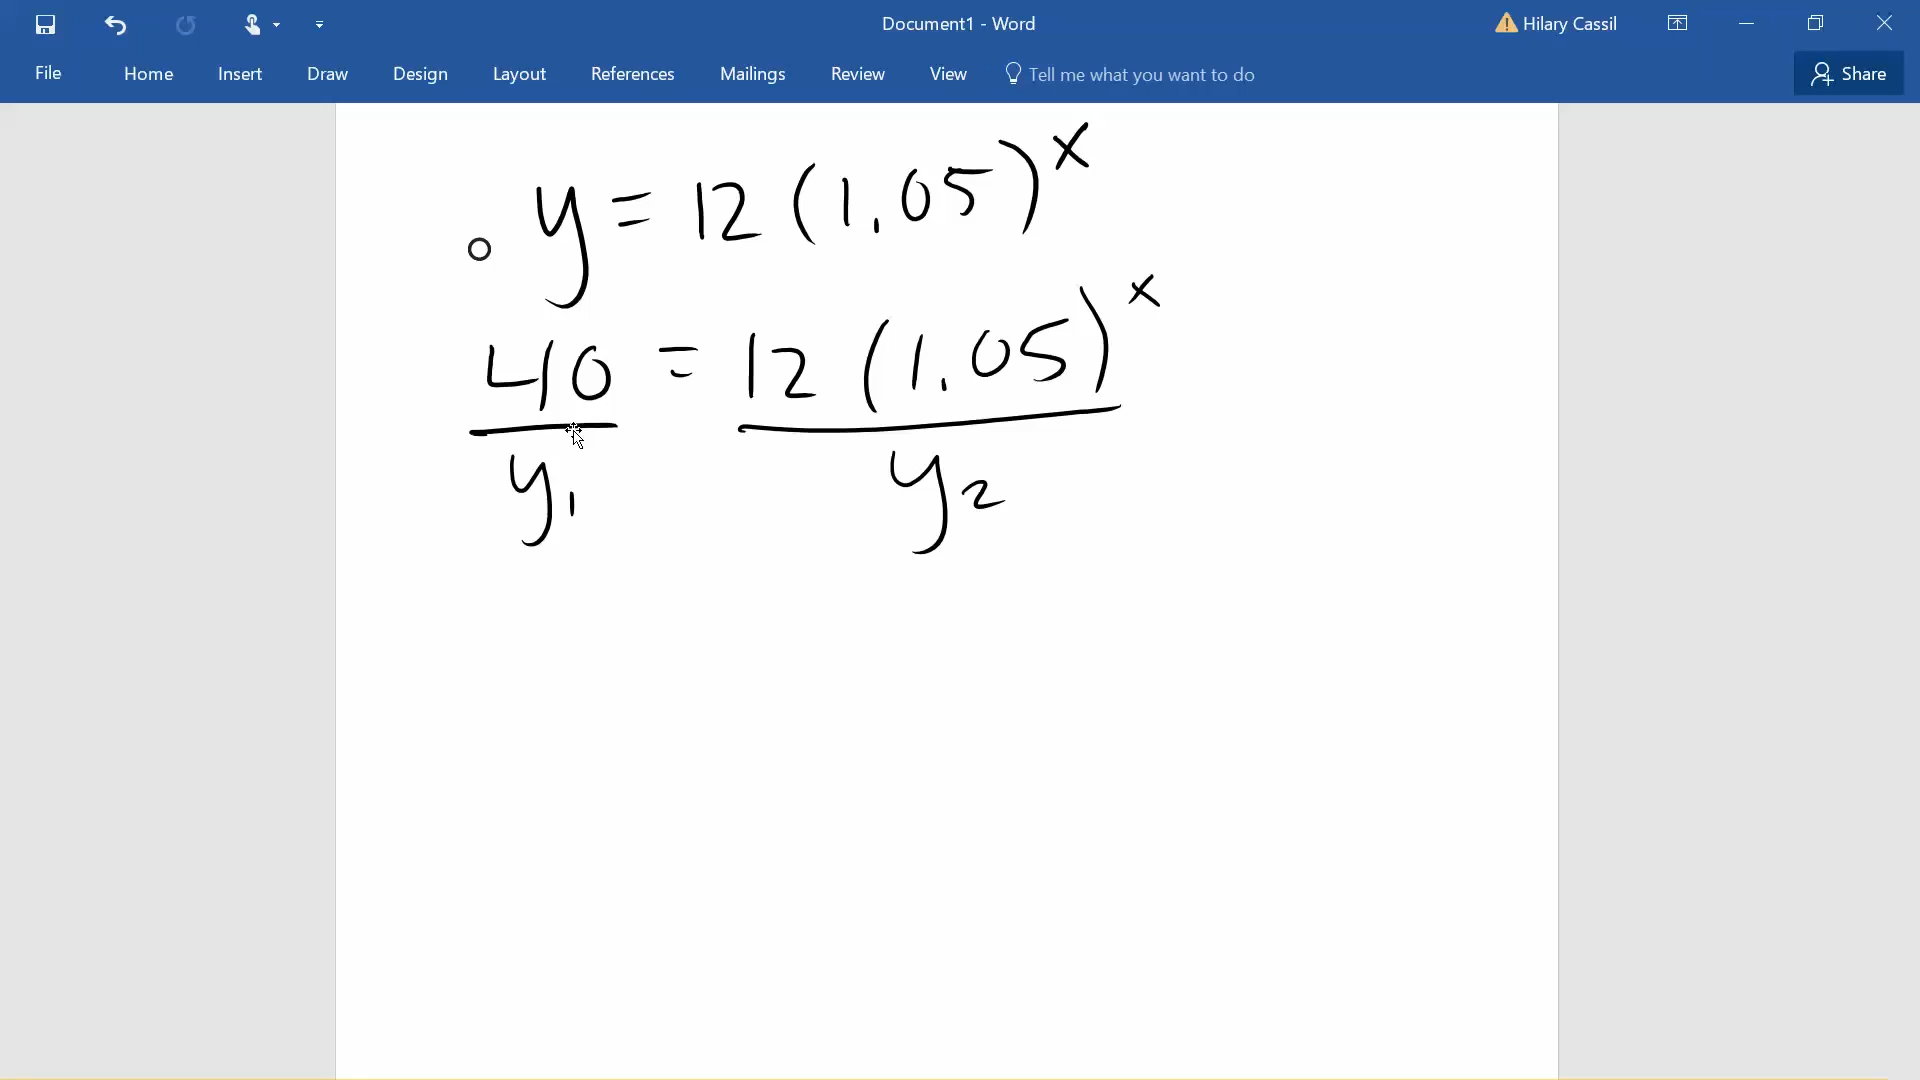 Document1 - Word
Hilary Cassil
File Home Insert Draw Design Layout References Mailings Review View Tell me what you want to do Share
y = 12 (1.05)^x
40 = 12 (1.05)^x
y₁ y₂